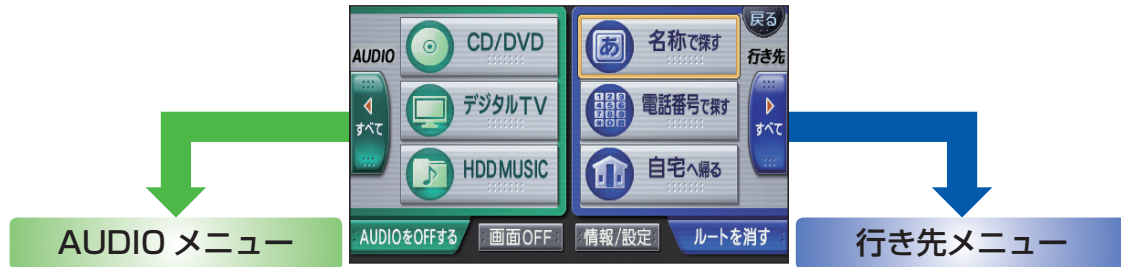 戻る
AUDIO
CD/DVD
あ 名称で探す
行き先
すべて
デジタルTV
電話番号で探す
すべて
HDD MUSIC
自宅へ帰る
AUDIOをOFFする
画面OFF
情報/設定
ルートを消す
AUDIO メニュー
行き先メニュー